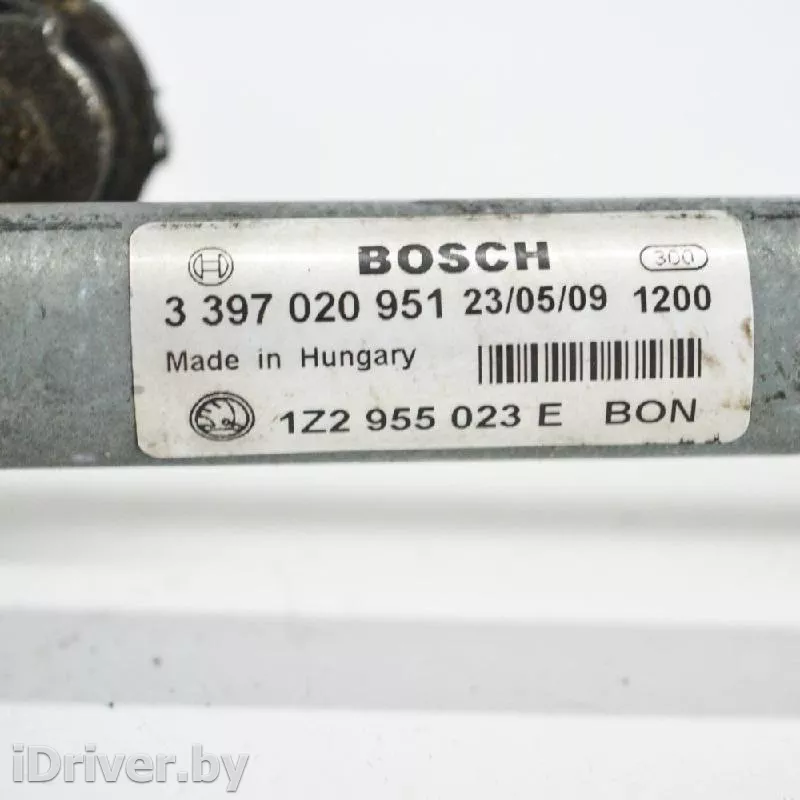 BOSCH 300
3 397 020 951 23/05/09 1200
Made in Hungary
1Z2 955 023 E BON
iDriver.by